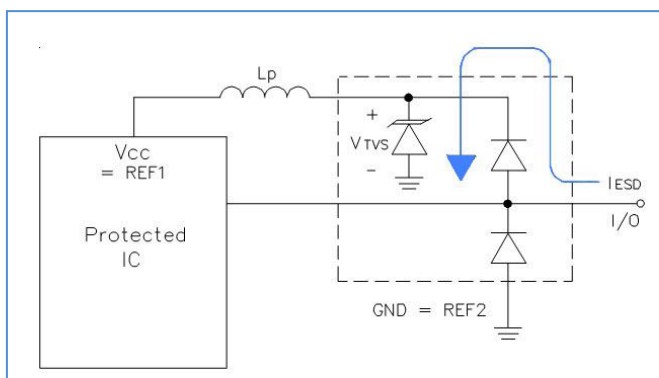 Lp
+
VTVS
-
VCC
= REF1
Protected
IC
IESD
I/O
GND = REF2